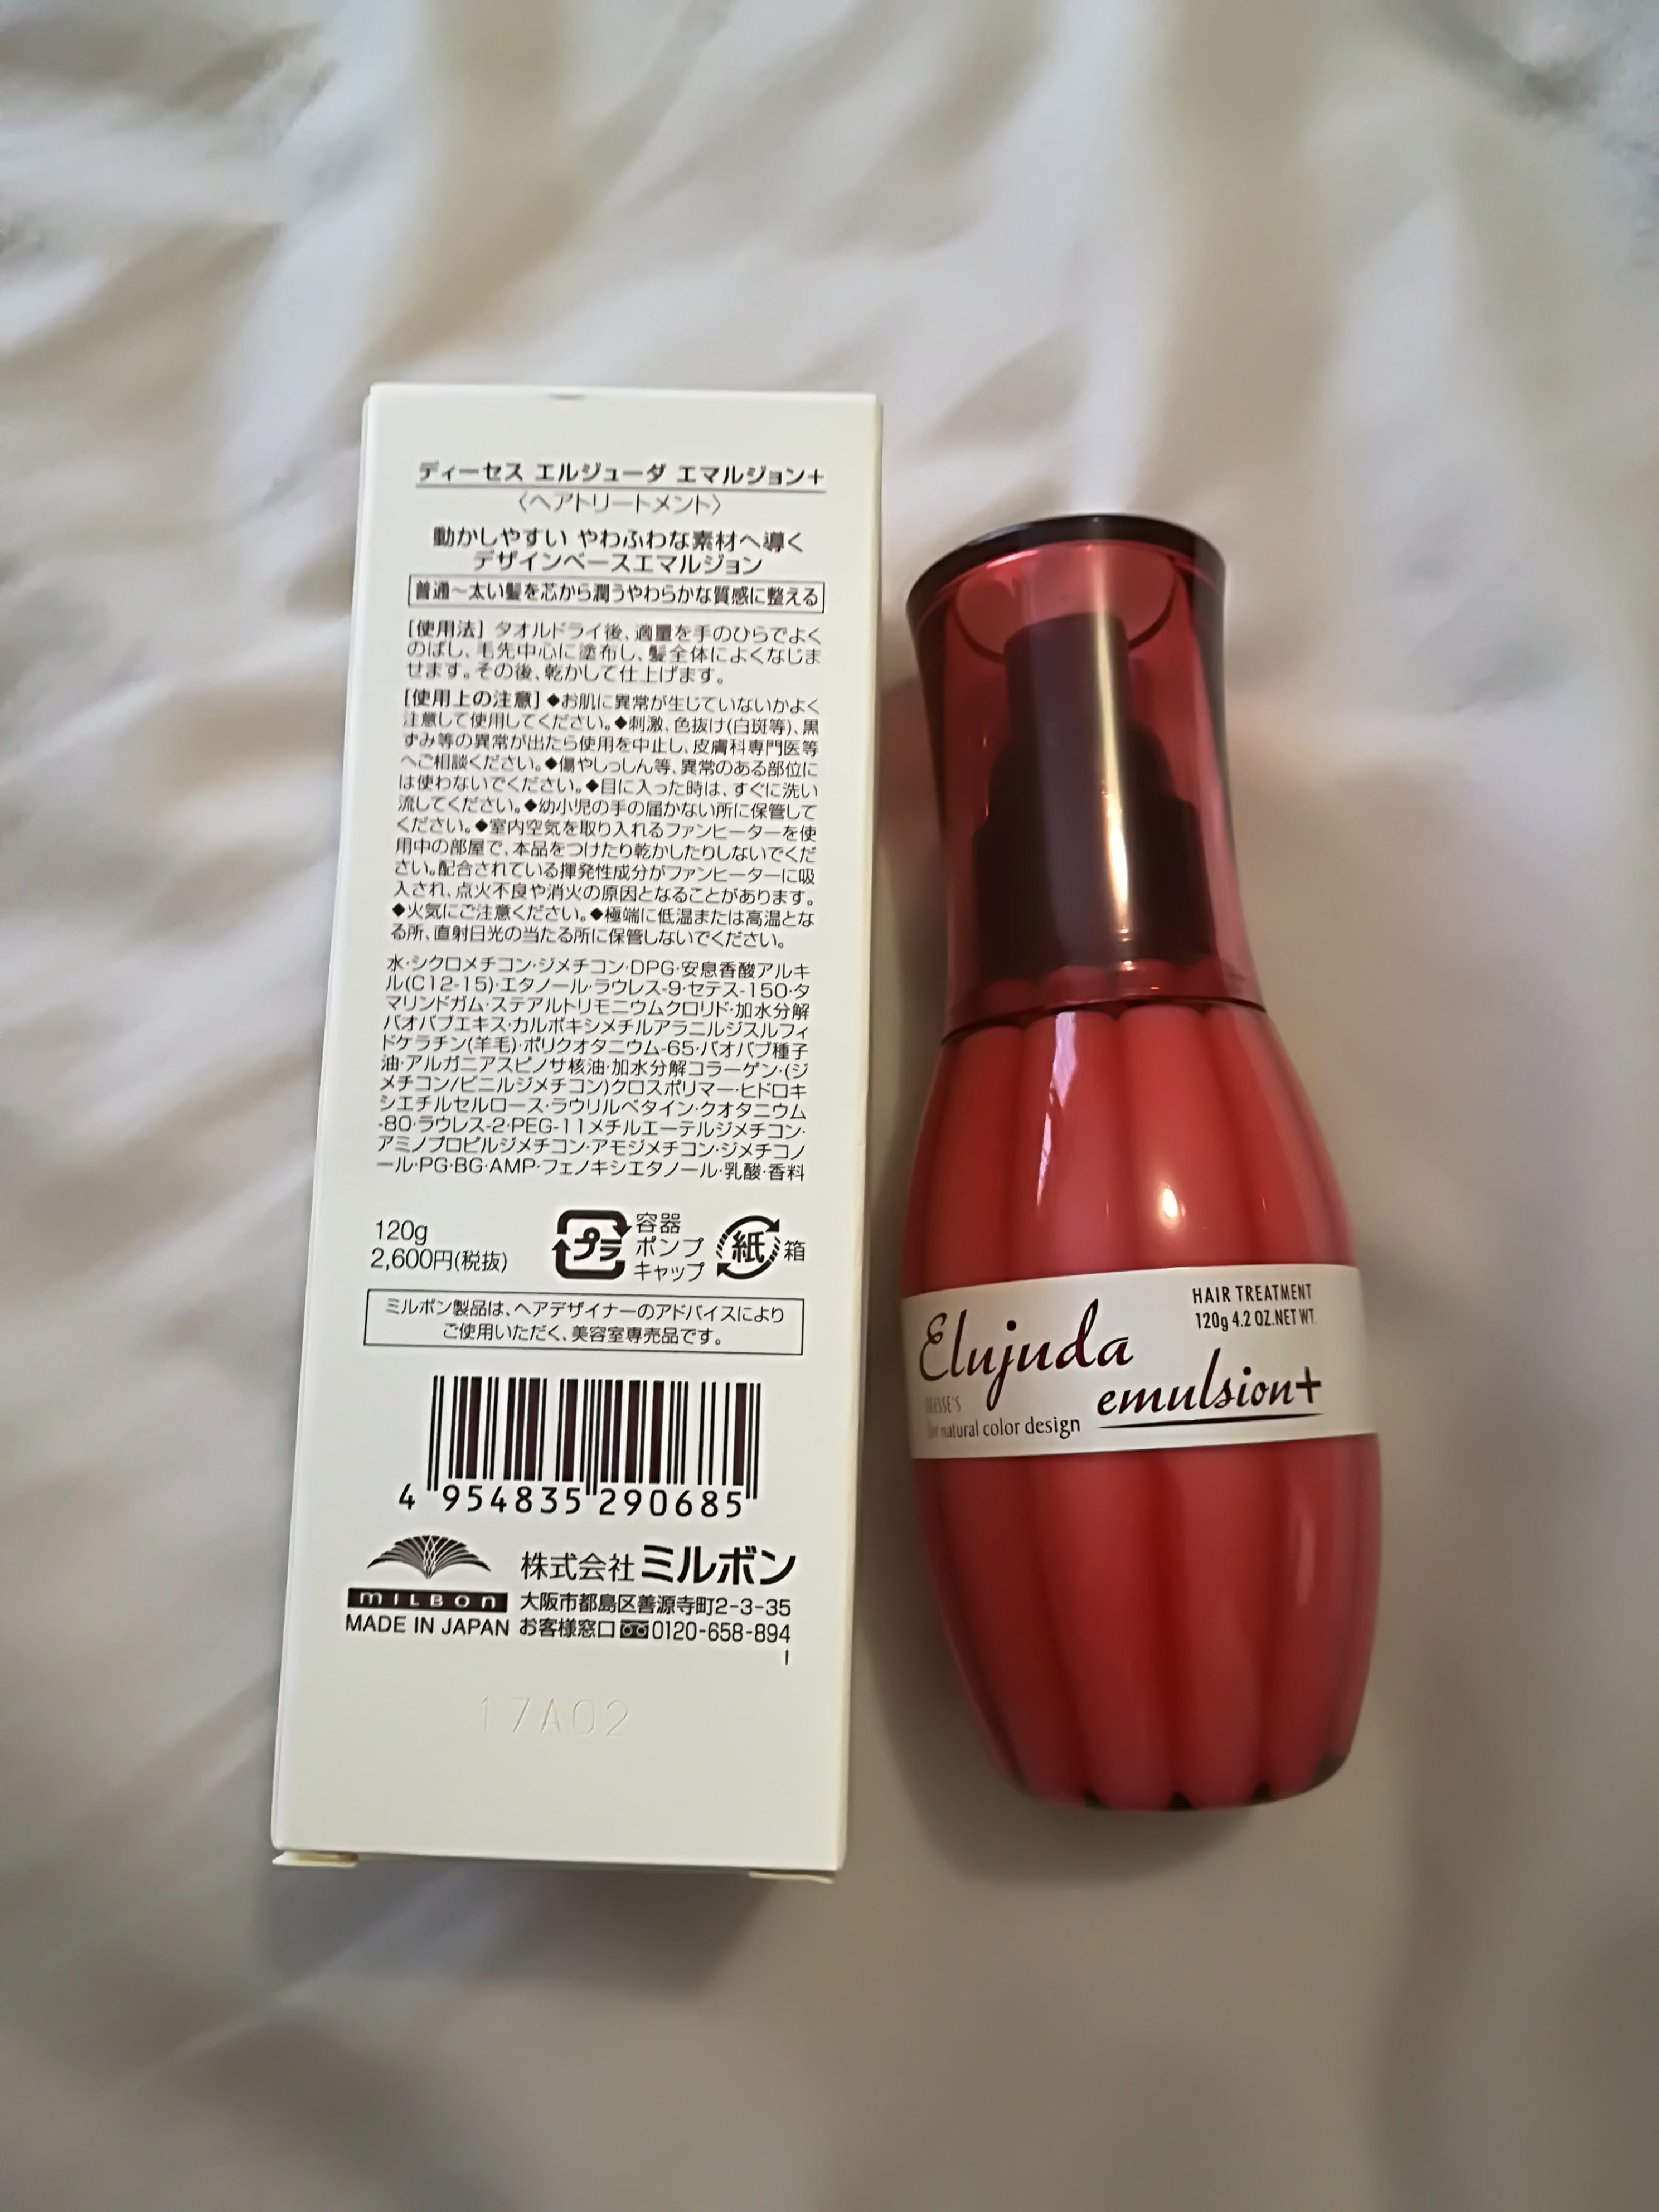 ディーセス エルジューダ エマルジョン+
〈ヘアトリートメント〉
動かしやすい やわふわな素材へ導く
デザインベースエマルジョン
普通～太い髪を芯から潤うやわらかな質感に整える
[使用法] タオルドライ後、適量を手のひらでよく
のばし、毛先中心に塗布し、髪全体によくなじま
せます。その後、乾かして仕上げます。
[使用上の注意] ◆お肌に異常が生じていないかよく
注意して使用してください。◆刺激、色抜け(白斑等)、黒
ずみ等の異常が出たら使用を中止し、皮膚科専門医等
へご相談ください。◆傷やしっしん等、異常のある部位に
は使わないでください。◆目に入った時は、すぐに洗い
流してください。◆幼小児の手の届かない所に保管して
ください。◆室内空気を取り入れるファンヒーターを使
用中の部屋で、本品をつけたり乾かしたりしないでくだ
さい。配合されている揮発性成分がファンヒーターに吸
入され、点火不良や消火の原因となることがあります。
◆火気にご注意ください。◆極端に低温または高温とな
る所、直射日光の当たる所に保管しないでください。
水・シクロメチコン・ジメチコン・DPG・安息香酸アルキ
ル(C12-15)・エタノール・ラウレス-9・セテス-150・タ
マリンドガム・ステアルトリモニウムクロリド・加水分解
バオバブエキス・カルボキシメチルアラニルジスルフィ
ドケラチン(羊毛)・ポリクオタニウム-65・バオバブ種子
油・アルガニアスピノサ核油・加水分解コラーゲン・(ジ
メチコン/ビニルジメチコン)クロスポリマー・ヒドロキ
シエチルセルロース・ラウリルベタイン・クオタニウム
-80・ラウレス-2・PEG-11メチルエーテルジメチコン・
アミノプロピルジメチコン・アモジメチコン・ジメチコノ
ール・PG・BG・AMP・フェノキシエタノール・乳酸・香料
120g
2,600円(税抜)
プラ
容器
ポンプ
キャップ
紙
箱
ミルボン製品は、ヘアデザイナーのアドバイスにより
ご使用いただく、美容室専売品です。
4 954835 290685
MILBON
MADE IN JAPAN
株式会社ミルボン
大阪市都島区善源寺町2-3-35
お客様窓口 0120-658-894
I
17A02
HAIR TREATMENT
120g 4.2 OZ.NET WT.
Elujuda
emulsion+
natural color design